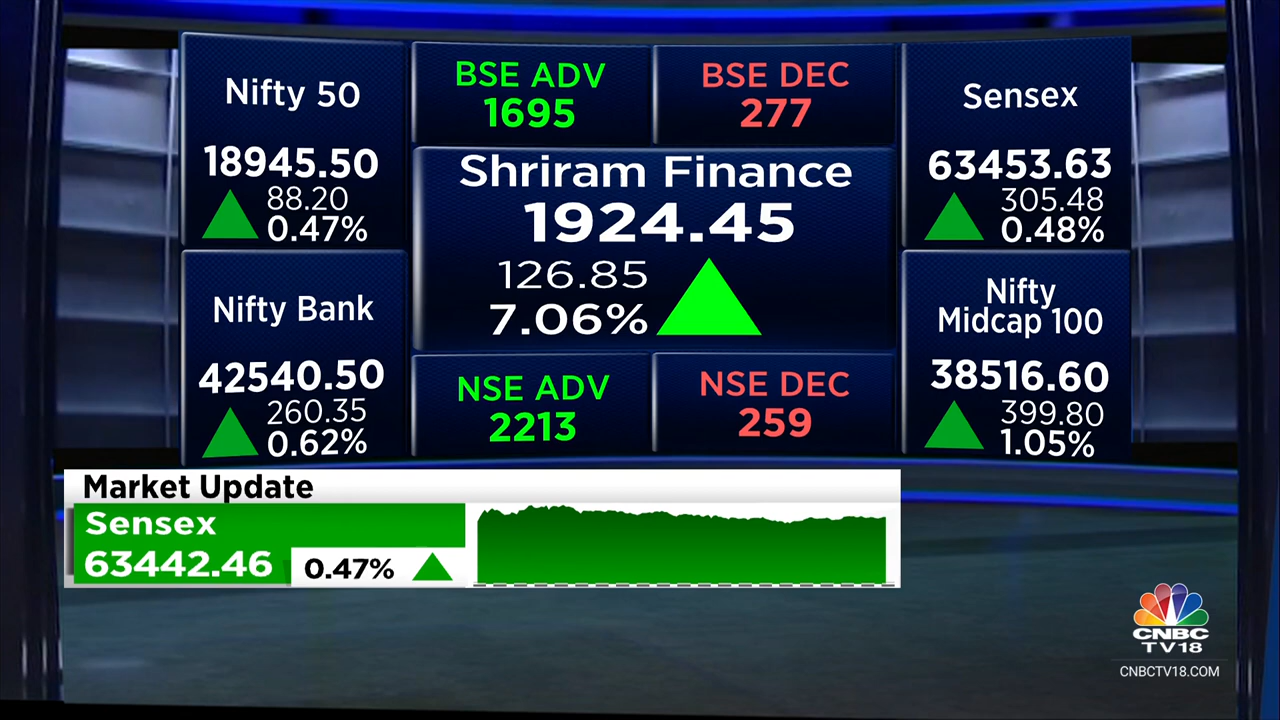 Nifty 50
18945.50
88.20
0.47%
BSE ADV
1695
BSE DEC
277
Sensex
63453.63
305.48
0.48%
Shriram Finance
1924.45
126.85
7.06%
Nifty Bank
42540.50
260.35
0.62%
Nifty
Midcap 100
38516.60
399.80
1.05%
NSE ADV
2213
NSE DEC
259
Market Update
Sensex
63442.46
0.47%
CNBC
TV18
CNBCTV18.COM